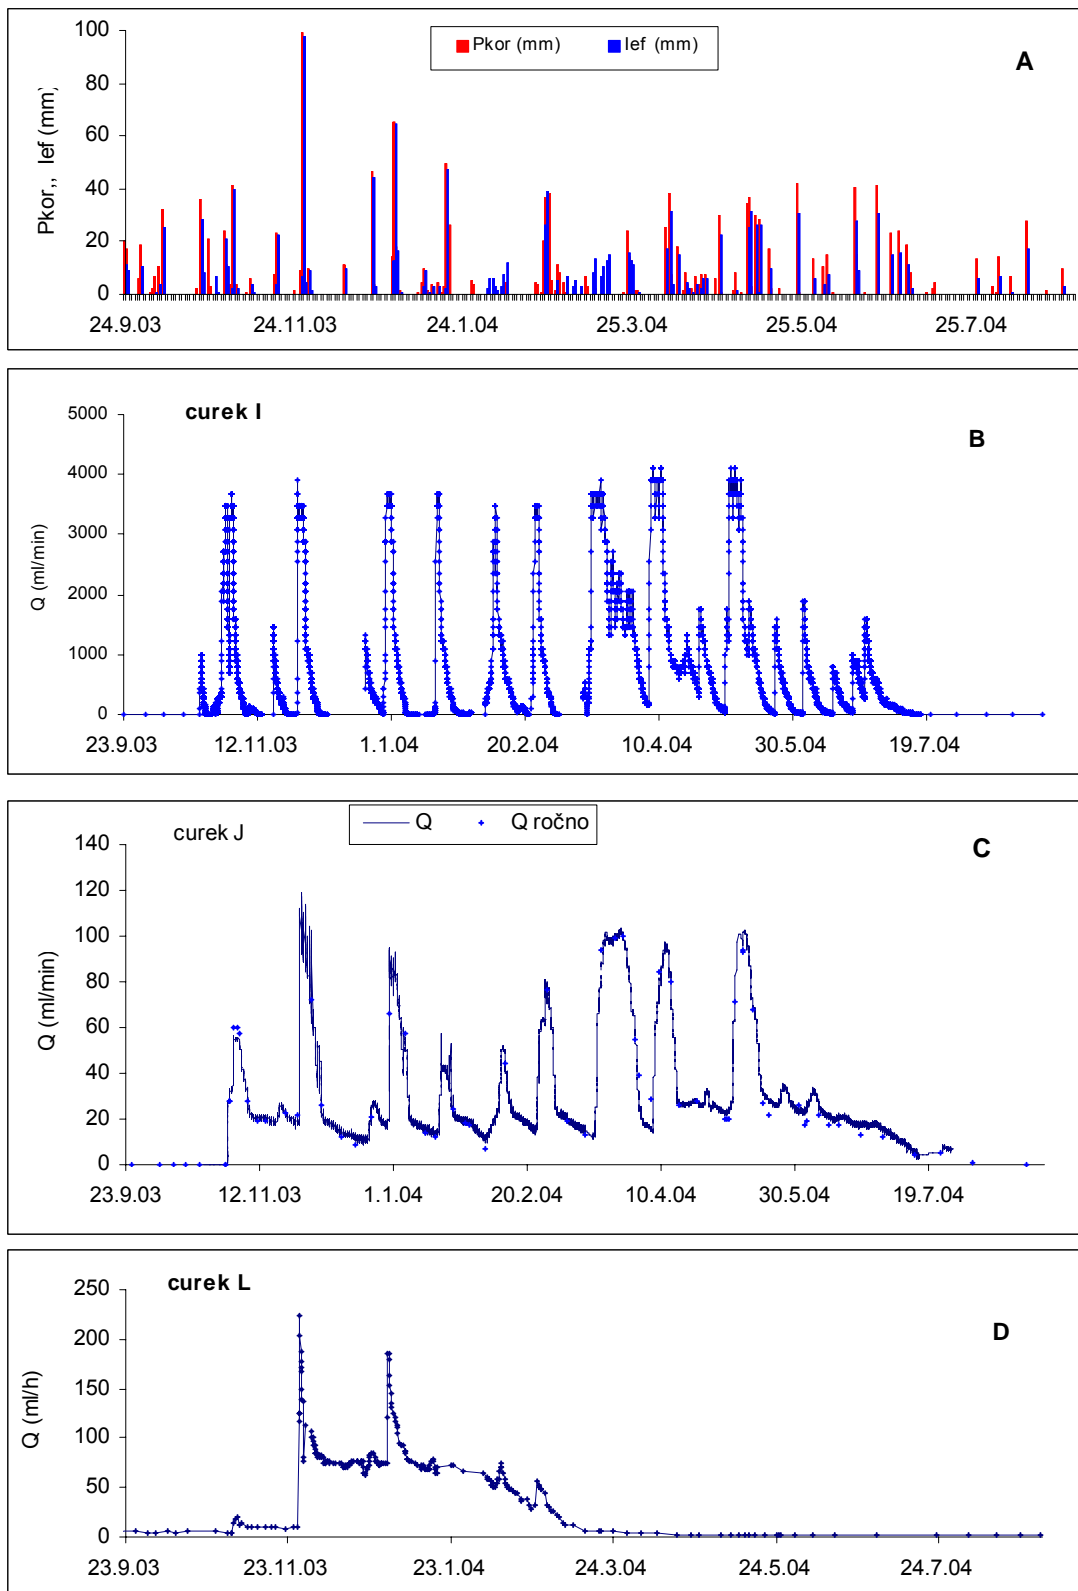 Pkor (mm) Ief (mm)
A
Pkor,, Ief (mm)
100
80
60
40
20
0
24.9.03 24.11.03 24.1.04 25.3.04 25.5.04 25.7.04
curek I
B
Q (ml/min)
5000
4000
3000
2000
1000
0
23.9.03 12.11.03 1.1.04 20.2.04 10.4.04 30.5.04 19.7.04
Q Q ročno
curek J
C
Q (ml/min)
140
120
100
80
60
40
20
0
23.9.03 12.11.03 1.1.04 20.2.04 10.4.04 30.5.04 19.7.04
curek L
D
Q (ml/h)
250
200
150
100
50
0
23.9.03 23.11.03 23.1.04 24.3.04 24.5.04 24.7.04